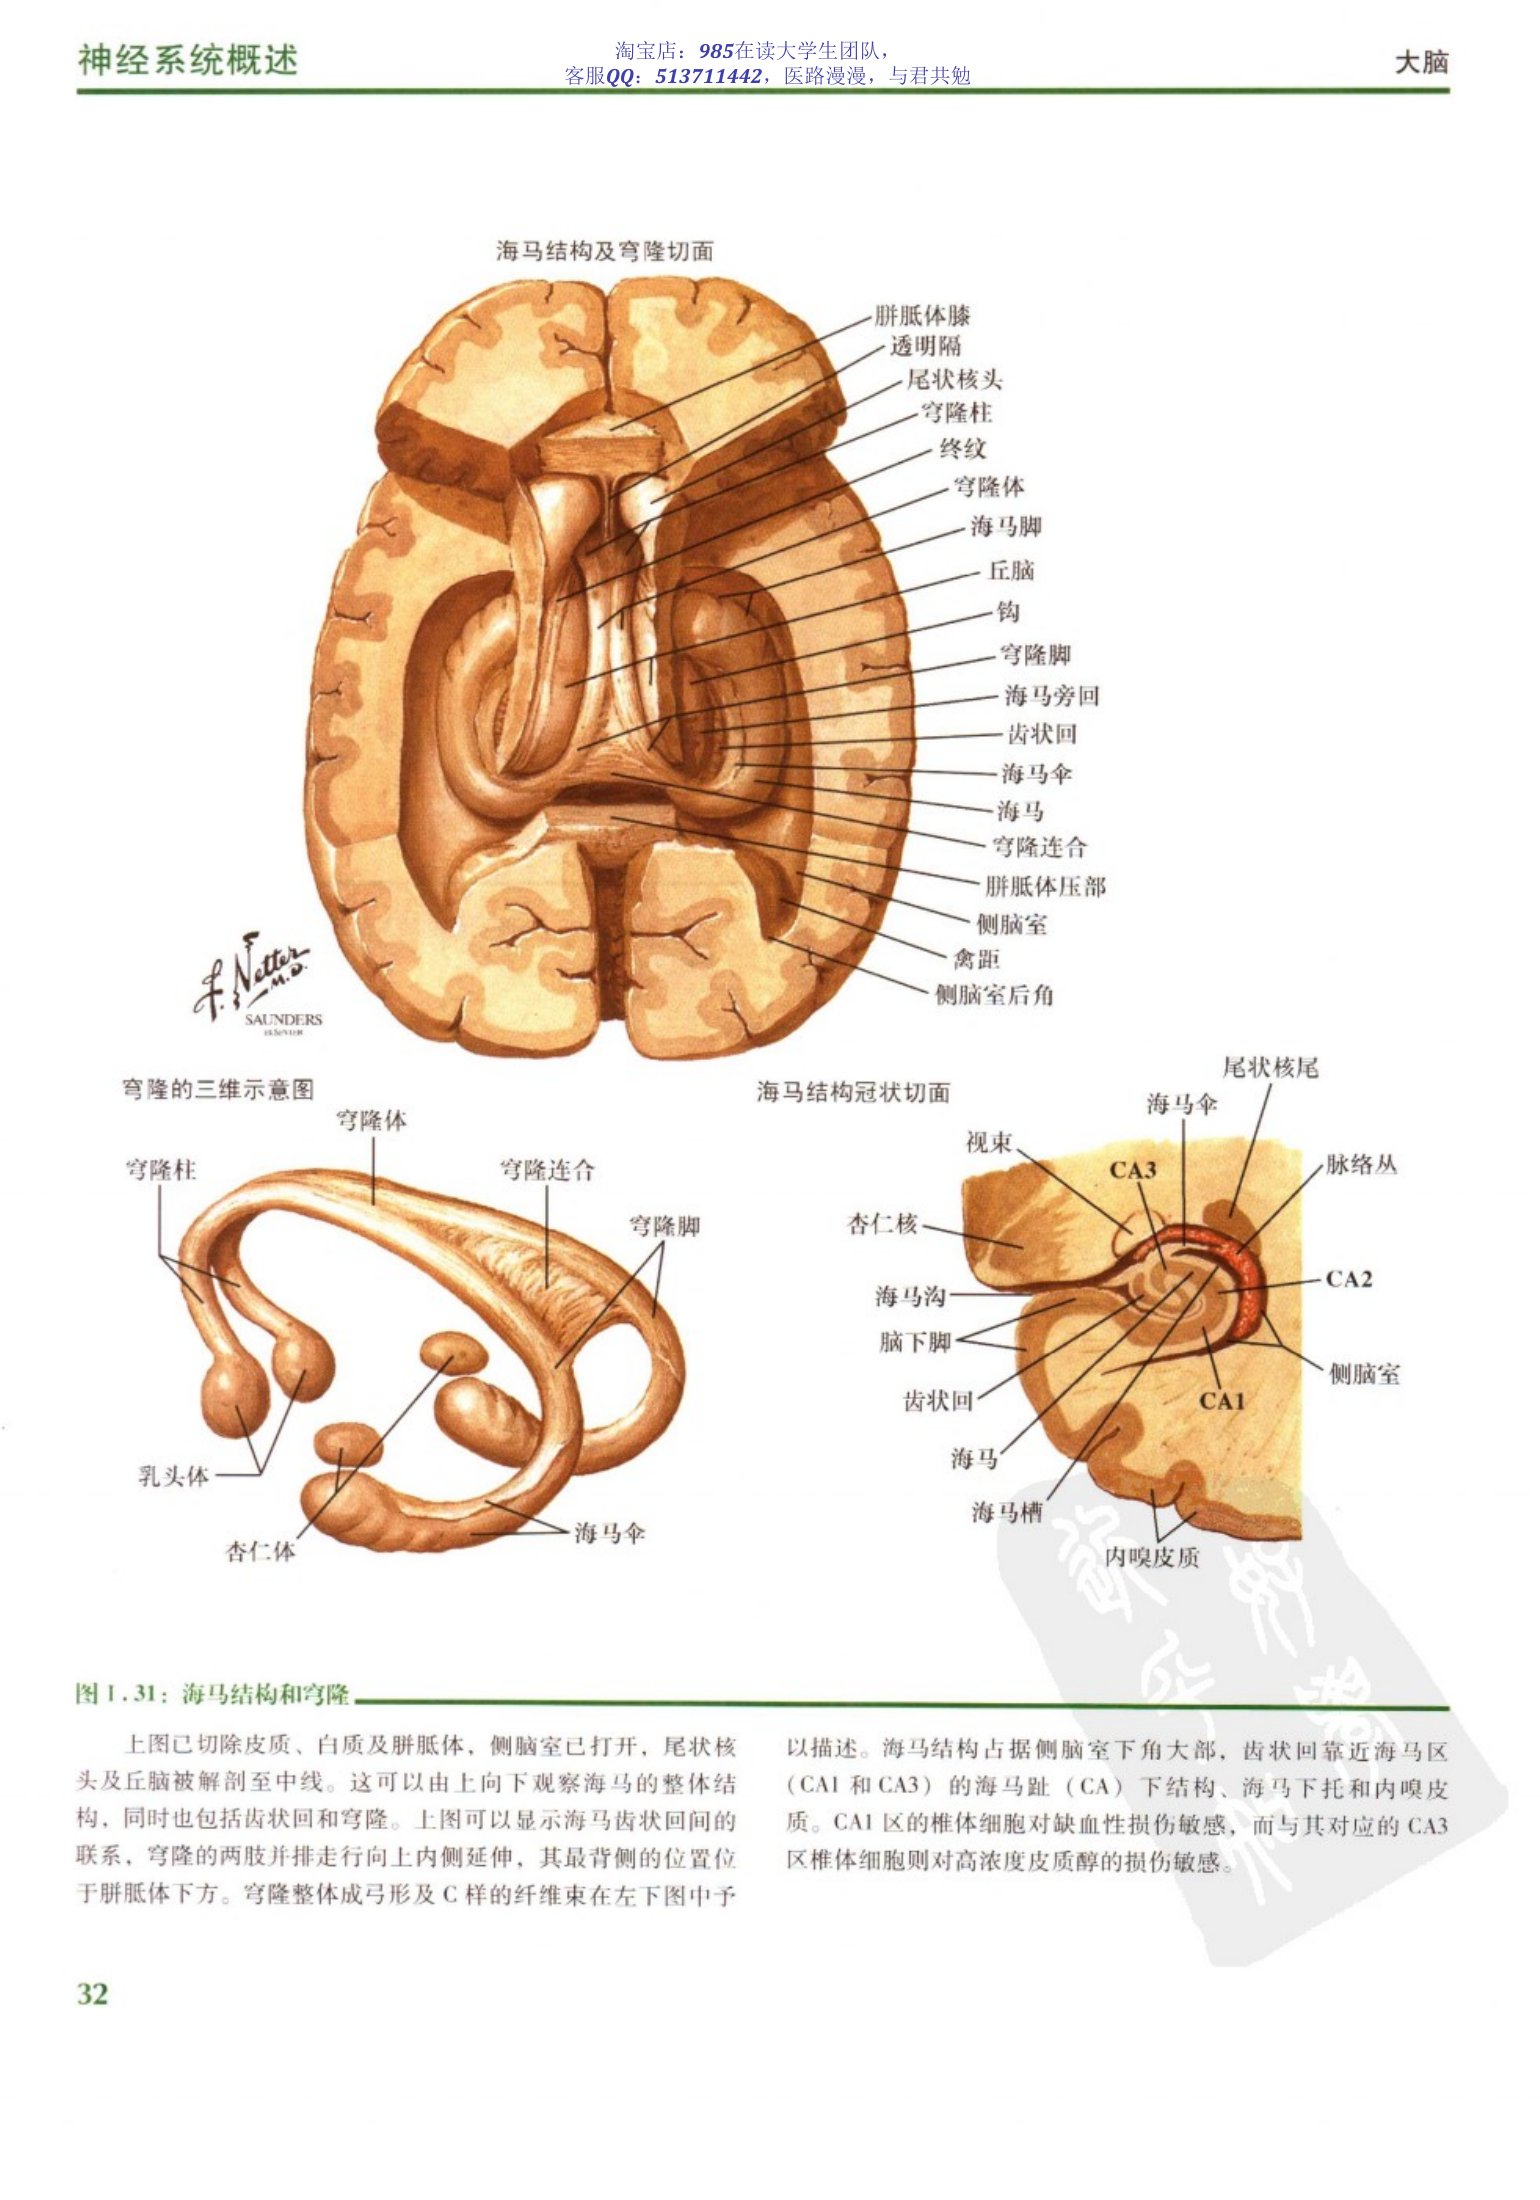 神经系统概述
淘宝店：985在读大学生团队，
客服QQ：513711442，医路漫漫，与君共勉
大脑
海马结构及穹隆切面
胼胝体膝
透明隔
尾状核头
穹隆柱
终纹
穹隆体
海马脚
丘脑
钩
穹隆脚
海马旁回
齿状回
海马伞
海马
穹隆连合
胼胝体压部
侧脑室
禽距
侧脑室后角
F. Netter M.D.
SAUNDERS
ELSEVIER
穹隆的三维示意图
穹隆体
穹隆柱
穹隆连合
穹隆脚
乳头体
杏仁体
海马伞
海马结构冠状切面
尾状核尾
海马伞
视束
CA3
脉络丛
杏仁核
CA2
海马沟
脑下脚
侧脑室
齿状回
CA1
海马
海马槽
内嗅皮质
图 1.31：海马结构和穹隆
上图已切除皮质、白质及胼胝体，侧脑室已打开，尾状核
头及丘脑被解剖至中线。这可以由上向下观察海马的整体结
构，同时也包括齿状回和穹隆。上图可以显示海马齿状回间的
联系，穹隆的两肢并排走行向上内侧延伸，其最背侧的位置位
于胼胝体下方。穹隆整体成弓形及 C 样的纤维束在左下图中予
以描述。海马结构占据侧脑室下角大部，齿状回靠近海马区
（CA1 和 CA3）的海马趾（CA）下结构、海马下托和内嗅皮
质。CA1 区的椎体细胞对缺血性损伤敏感，而与其对应的 CA3
区椎体细胞则对高浓度皮质醇的损伤敏感。
32